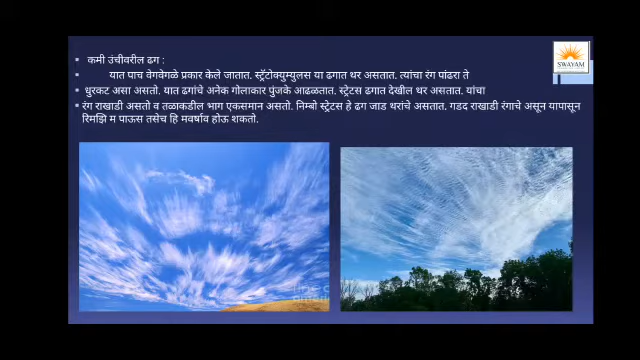 कमी उंचीवरील ढग :
यात पाच वेगवेगळे प्रकार केले जातात. स्ट्रॅटोक्युम्युलस या ढगात थर असतात. त्यांचा रंग पांढरा ते
धुरकट असा असतो. यात ढगांचे अनेक गोलाकार पुंजके आढळतात. स्ट्रेटस ढगात देखील थर असतात. यांचा
रंग राखाडी असतो व तळाकडील भाग एकसमान असतो. निम्बो स्ट्रेटस हे ढग जाड थरांचे असतात. गडद राखाडी रंगाचे असून यापासून
रिमझि म पाऊस तसेच हि मवर्षाव होऊ शकतो.
SWAYAM